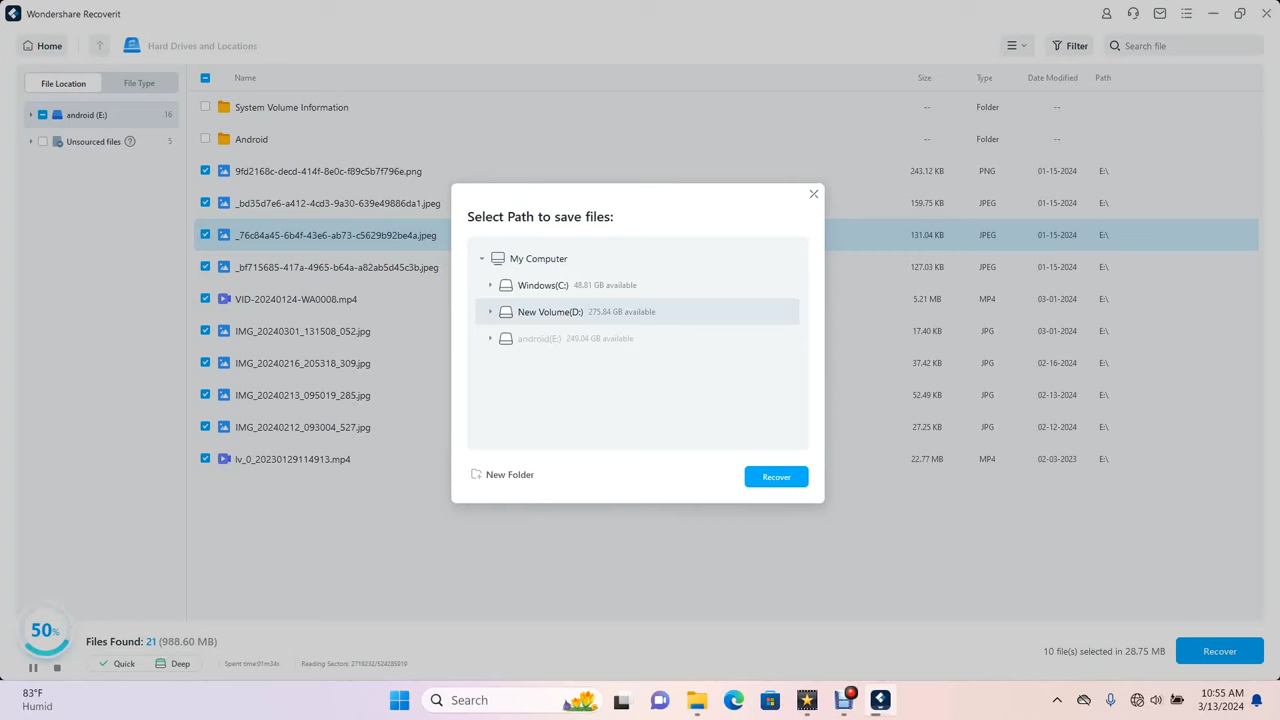 Wondershare Recoverit
Home
Hard Drives and Locations
Filter
Search file
File Location
File Type
Name
Size
Type
Date Modified
Path
android (E:)
16
Unsourced files
5
System Volume Information
--
Folder
--
Android
--
Folder
--
9fd2168c-decd-414f-8e0c-f89c5b7f796e.png
243.12 KB
PNG
01-15-2024
E:\
_bd35d7e6-a412-4cd3-9a30-639e49886da1.jpeg
159.75 KB
JPEG
01-15-2024
E:\
_76c84a45-6b4f-43e6-ab73-c5629b92be4a.jpeg
131.04 KB
JPEG
01-15-2024
E:\
_bf715685-417a-4965-b64a-a82ab5d45c3b.jpeg
127.03 KB
JPEG
01-15-2024
E:\
VID-20240124-WA0008.mp4
5.21 MB
MP4
03-01-2024
E:\
IMG_20240301_131508_052.jpg
17.40 KB
JPG
03-01-2024
E:\
IMG_20240216_205318_309.jpg
37.42 KB
JPG
02-16-2024
E:\
IMG_20240213_095019_285.jpg
52.49 KB
JPG
02-13-2024
E:\
IMG_20240212_093004_527.jpg
27.25 KB
JPG
02-12-2024
E:\
lv_0_20230129114913.mp4
22.77 MB
MP4
02-03-2023
E:\
Select Path to save files:
My Computer
Windows(C:) 48.81 GB available
New Volume(D:) 275.84 GB available
android(E:) 249.04 GB available
New Folder
Recover
50%
Files Found: 21 (988.60 MB)
Quick
Deep
Spent time:01m34s
Reading Sectors: 2719232/524285919
10 file(s) selected in 28.75 MB
Recover
83°F
Humid
Search
10:55 AM
3/13/2024